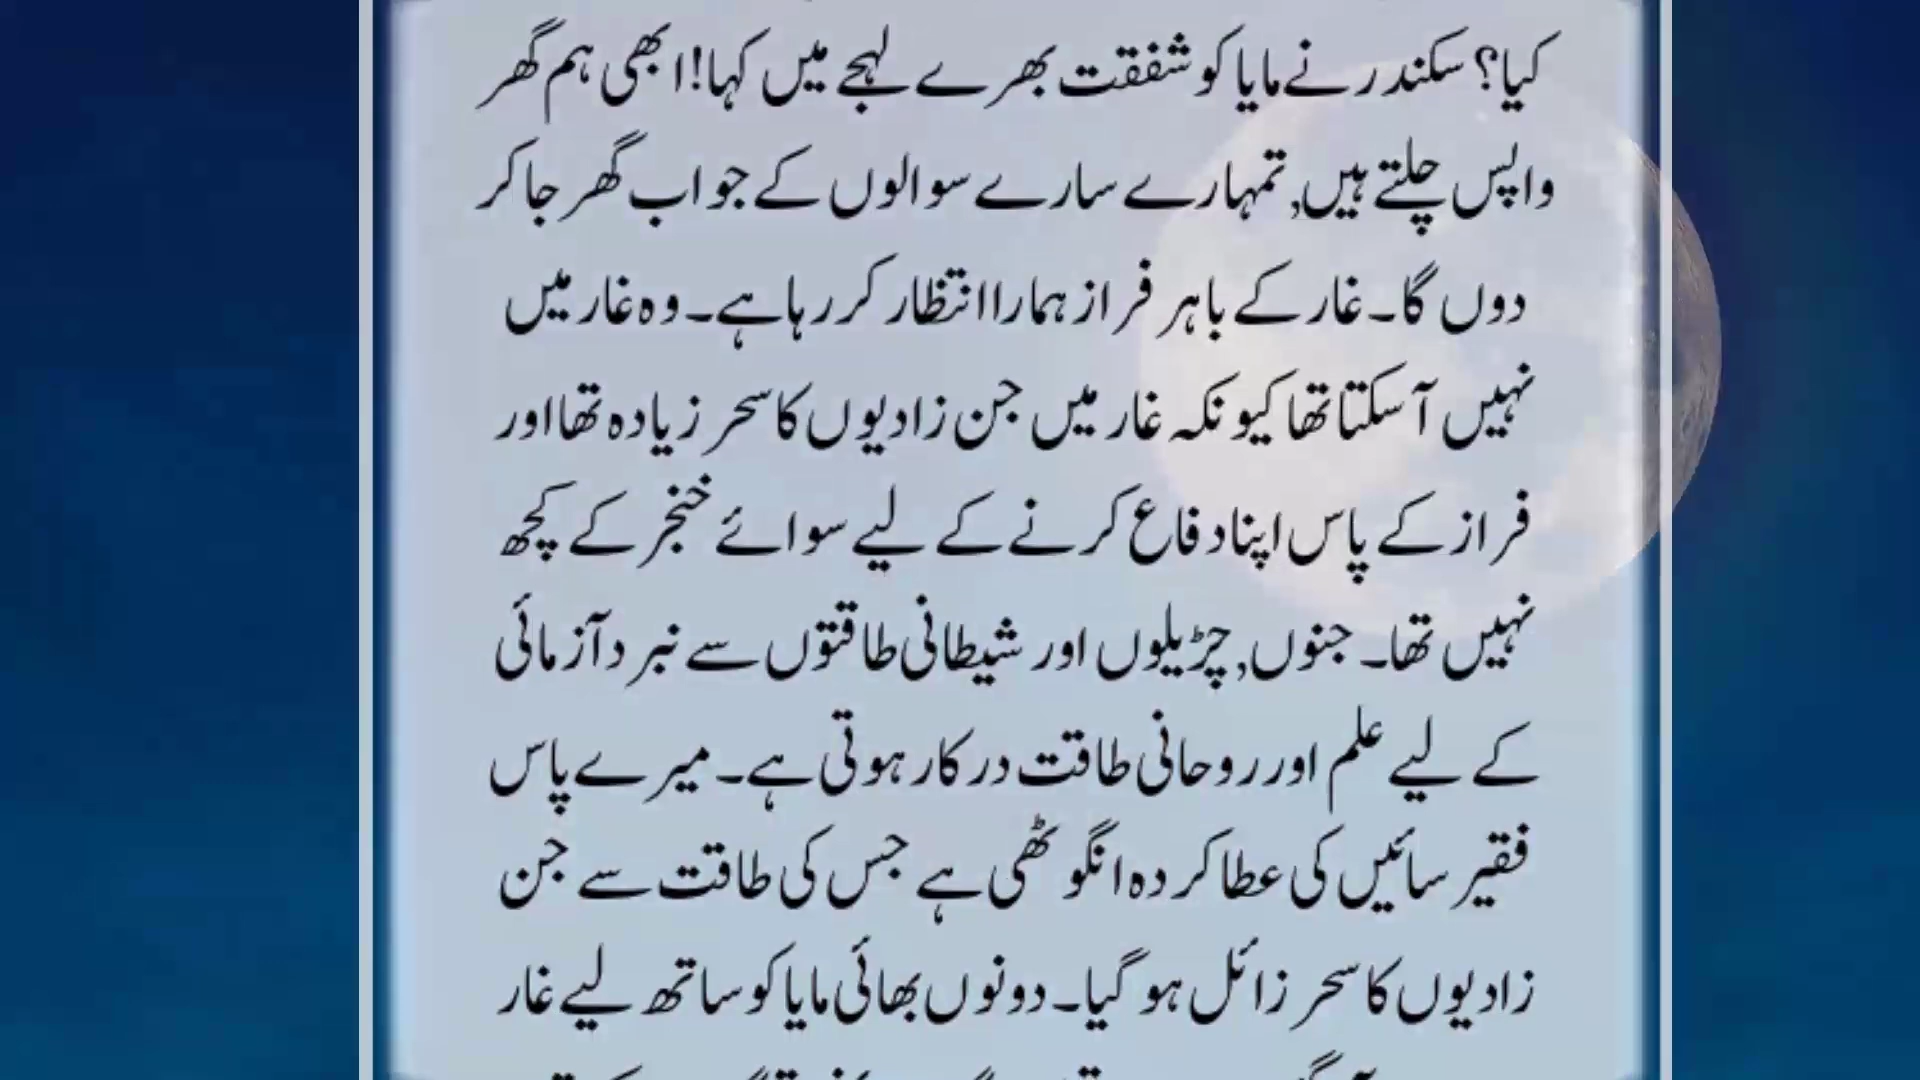 کیا؟ سکندر نے مایا کو شفقت بھرے لہجے میں کہا! ابھی ہم گھر
واپس چلتے ہیں, تمہارے سارے سوالوں کے جواب گھر جا کر
دوں گا۔ غار کے باہر فراز ہمارا انتظار کر رہا ہے۔ وہ غار میں
نہیں آ سکتا تھا کیونکہ غار میں جن زادیوں کا سحر زیادہ تھا اور
فراز کے پاس اپنا دفاع کرنے کے لیے سوائے خنجر کے کچھ
نہیں تھا۔ جنوں, چڑیلوں اور شیطانی طاقتوں سے نبرد آزمائی
کے لیے علم اور روحانی طاقت درکار ہوتی ہے۔ میرے پاس
فقیر سائیں کی عطا کردہ انگوٹھی ہے جس کی طاقت سے جن
زادیوں کا سحر زائل ہو گیا۔ دونوں بھائی مایا کو ساتھ لیے غار